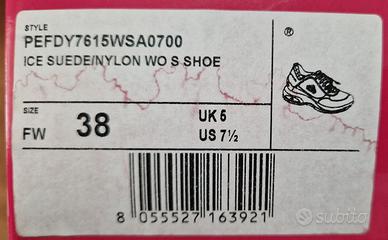 STYLE
PEFDY7615WSA0700
ICE SUEDE/NYLON WO S SHOE
®
SIZE
FW
38
UK 5
US 7½
8 055527 163921
subito